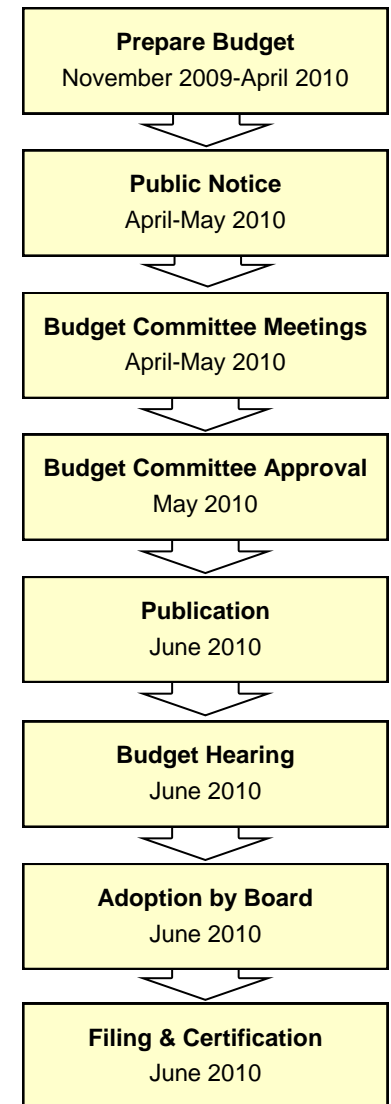 Prepare Budget
November 2009-April 2010
Public Notice
April-May 2010
Budget Committee Meetings
April-May 2010
Budget Committee Approval
May 2010
Publication
June 2010
Budget Hearing
June 2010
Adoption by Board
June 2010
Filing & Certification
June 2010